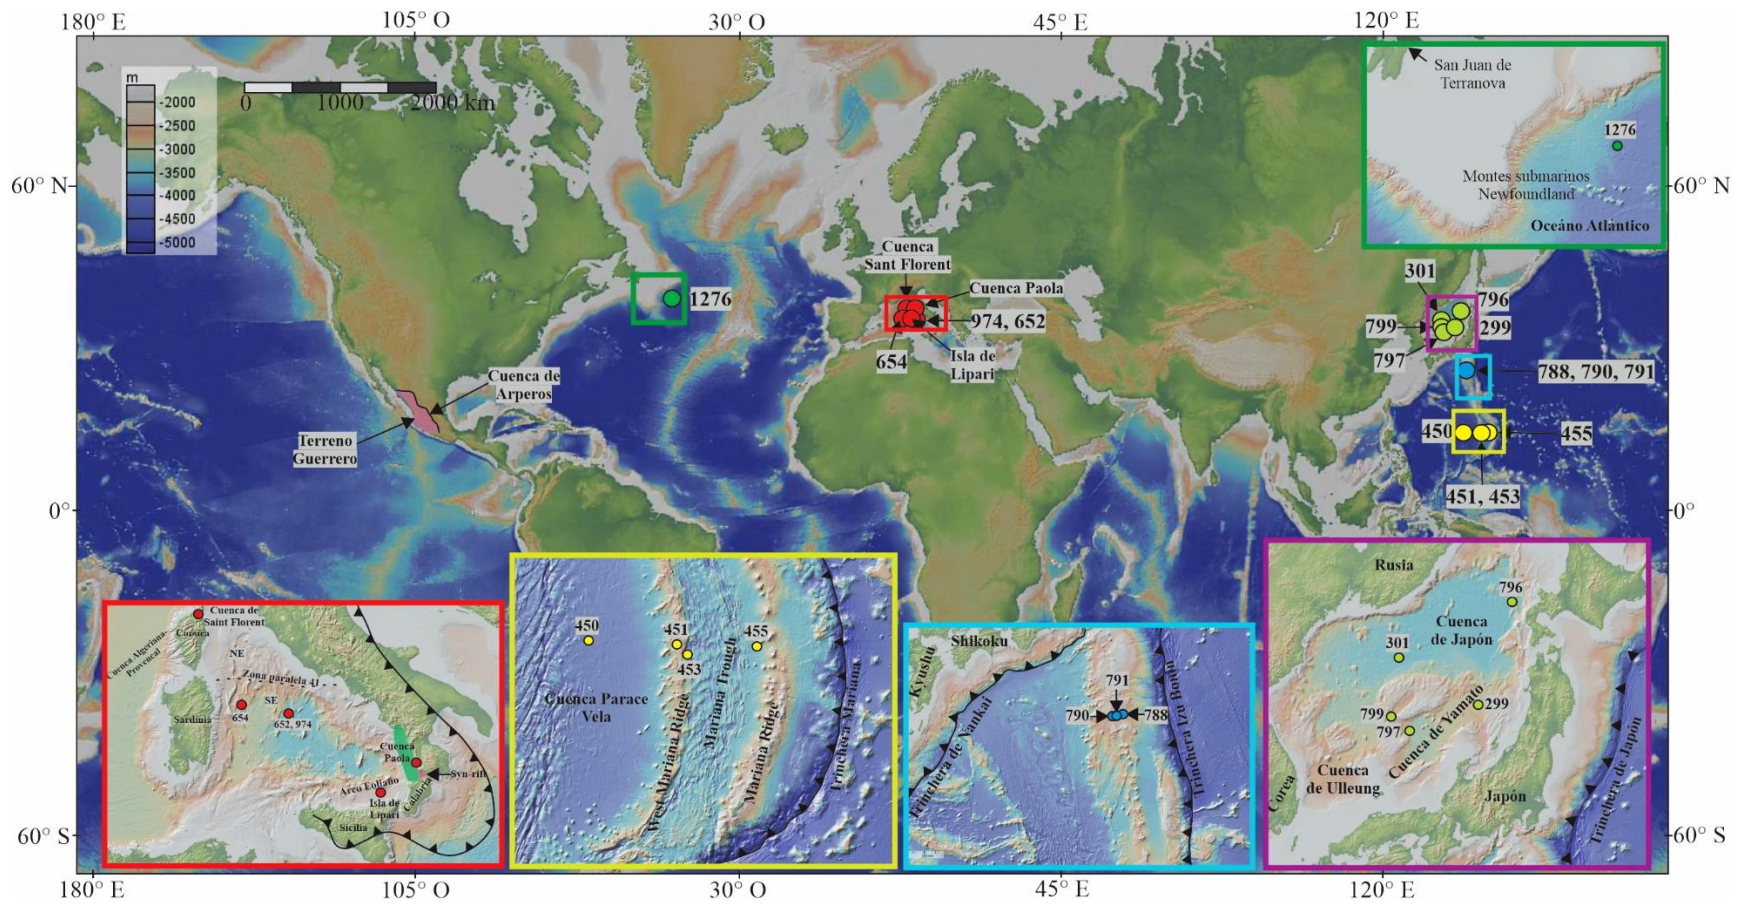 180° E
105° O
30° O
45° E
120° E
m
-2000
-2500
-3000
-3500
-4000
-4500
-5000
0
1000
2000 km
San Juan de
Terranova
1276
Montes submarinos
Newfoundland
Oceáno Atlántico
60° N
60° N
Cuenca
Sant Florent
Cuenca Paola
974, 652
654
Isla de
Lipari
1276
301
796
799
299
797
788, 790, 791
450
455
451, 453
Cuenca de
Arperos
Terreno
Guerrero
0°
0°
Cuenca de
Saint Florent
Córsica
Cuenca Algeriana-
Provencal
NE
Zona paralela 41
SE
Sardinia
654
652, 974
Cuenca
Paola
Syn-rift
Arco Eoliano
Calabria
Isla de
Lipari
Sicilia
450
451
453
455
Cuenca Parace
Vela
West Mariana Ridge
Mariana Trough
Mariana Ridge
Trinchera Mariana
Shikoku
Kyushu
Trinchera de Nankai
791
790
788
Trinchera Izu Bonin
Rusia
796
Cuenca
de Japón
301
799
797
299
Cuenca de Yamato
Cuenca
de Ulleung
Corea
Japón
Trinchera de Japón
60° S
60° S
180° E
105° O
30° O
45° E
120° E